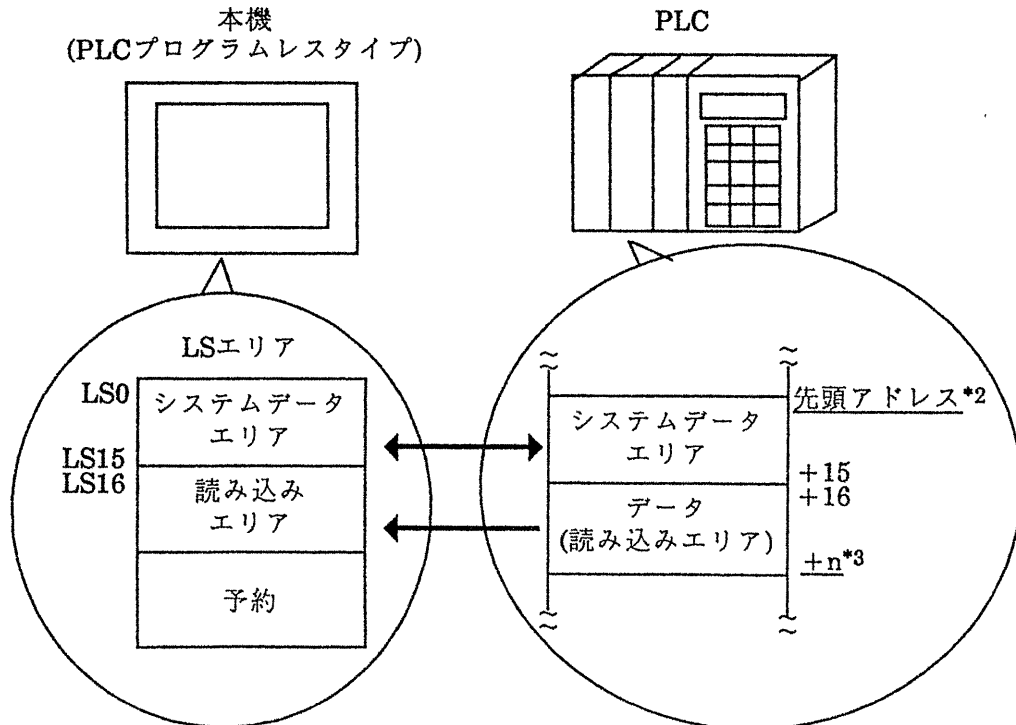 本機
(PLCプログラムレスタイプ)
PLC
LSエリア
LS0
システムデータ
エリア
LS15
LS16
読み込み
エリア
予約
先頭アドレス*2
システムデータ
エリア
+15
+16
データ
(読み込みエリア)
+n*3